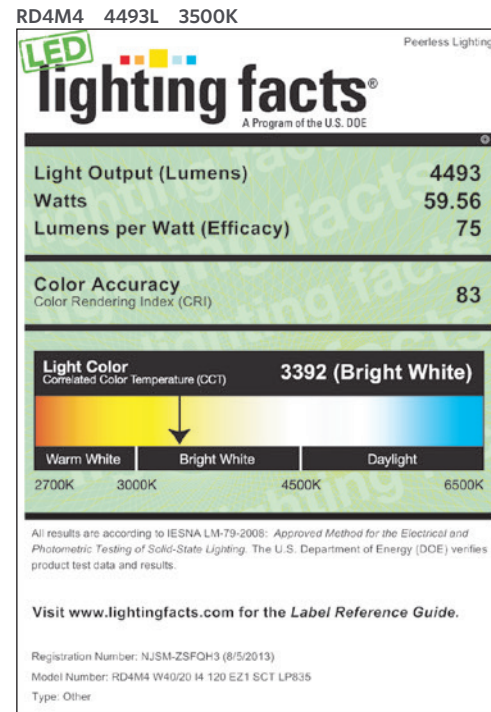 RD4M4 4493L 3500K
Peerless Lighting
LED
lighting facts®
A Program of the U.S. DOE
Light Output (Lumens) 4493
Watts 59.56
Lumens per Watt (Efficacy) 75
Color Accuracy 83
Color Rendering Index (CRI)
Light Color 3392 (Bright White)
Correlated Color Temperature (CCT)
Warm White Bright White Daylight
2700K 3000K 4500K 6500K
All results are according to IESNA LM-79-2008: Approved Method for the Electrical and
Photometric Testing of Solid-State Lighting. The U.S. Department of Energy (DOE) verifies
product test data and results.
Visit www.lightingfacts.com for the Label Reference Guide.
Registration Number: NJSM-ZSFQH3 (8/5/2013)
Model Number: RD4M4 W40/20 I4 120 EZ1 SCT LP835
Type: Other